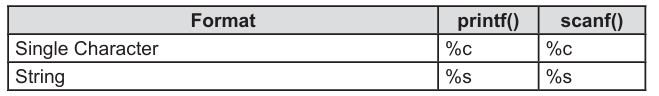 Format printf() scanf()
Single Character %c %c
String %s %s